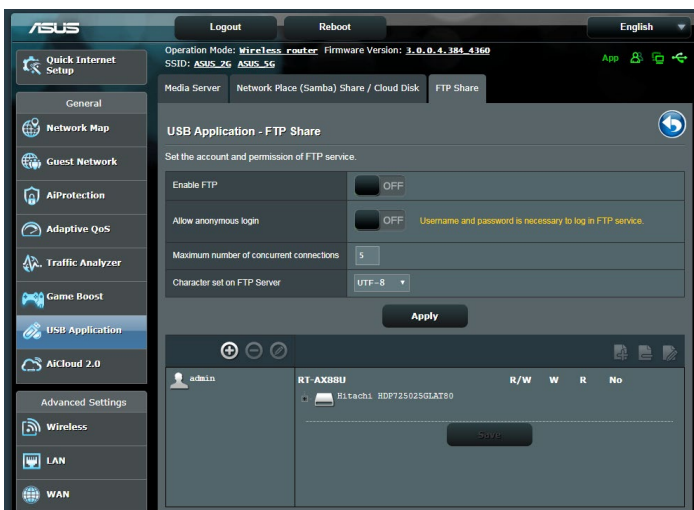 ASUS
Logout
Reboot
English
Operation Mode: Wireless router Firmware Version: 3.0.0.4.384_4360
SSID: ASUS_2G ASUS_5G
App
Quick Internet
Setup
General
Network Map
Guest Network
AiProtection
Adaptive QoS
Traffic Analyzer
Game Boost
USB Application
AiCloud 2.0
Advanced Settings
Wireless
LAN
WAN
Media Server
Network Place (Samba) Share / Cloud Disk
FTP Share
USB Application - FTP Share
Set the account and permission of FTP service.
Enable FTP
OFF
Allow anonymous login
OFF
Username and password is necessary to log in FTP service.
Maximum number of concurrent connections
5
Character set on FTP Server
UTF-8
Apply
admin
RT-AX88U
R/W W R No
Hitachi HDP725025GLAT80
Save